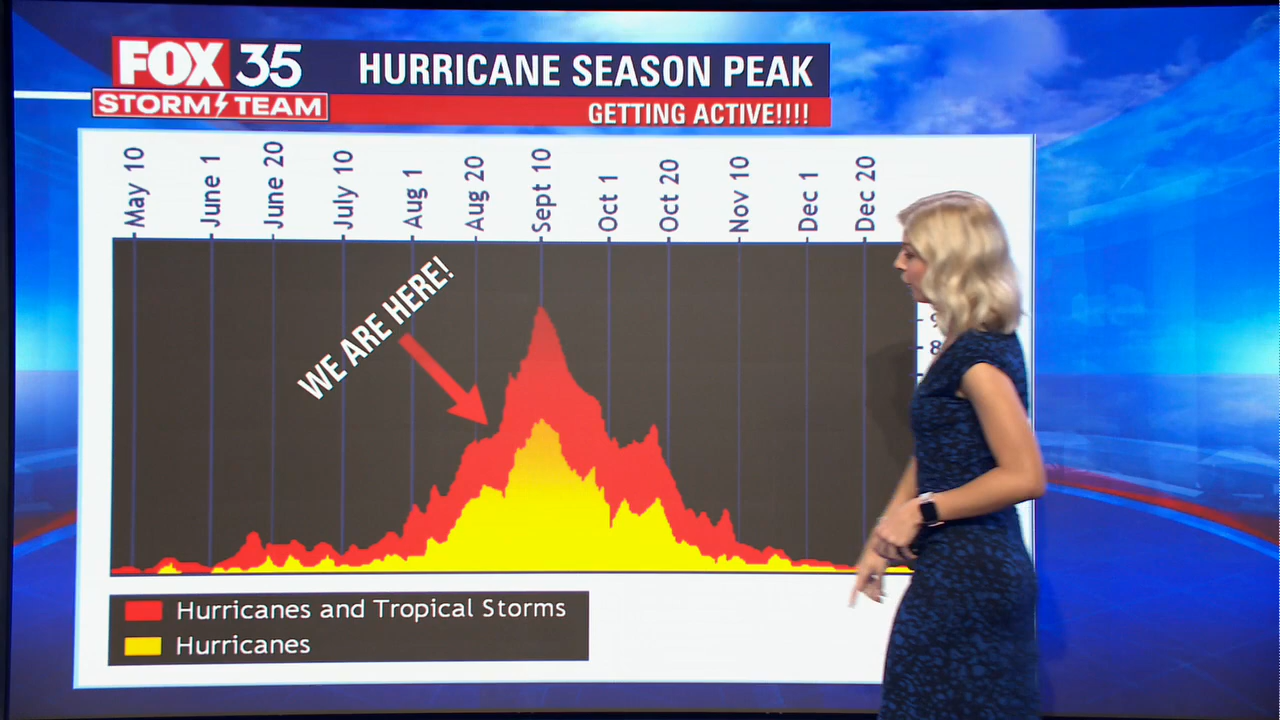 FOX 35
STORM TEAM
HURRICANE SEASON PEAK
GETTING ACTIVE!!!!
May 10
June 1
June 20
July 10
Aug 1
Aug 20
Sept 10
Oct 1
Oct 20
Nov 10
Dec 1
Dec 20
WE ARE HERE!
8
Hurricanes and Tropical Storms
Hurricanes